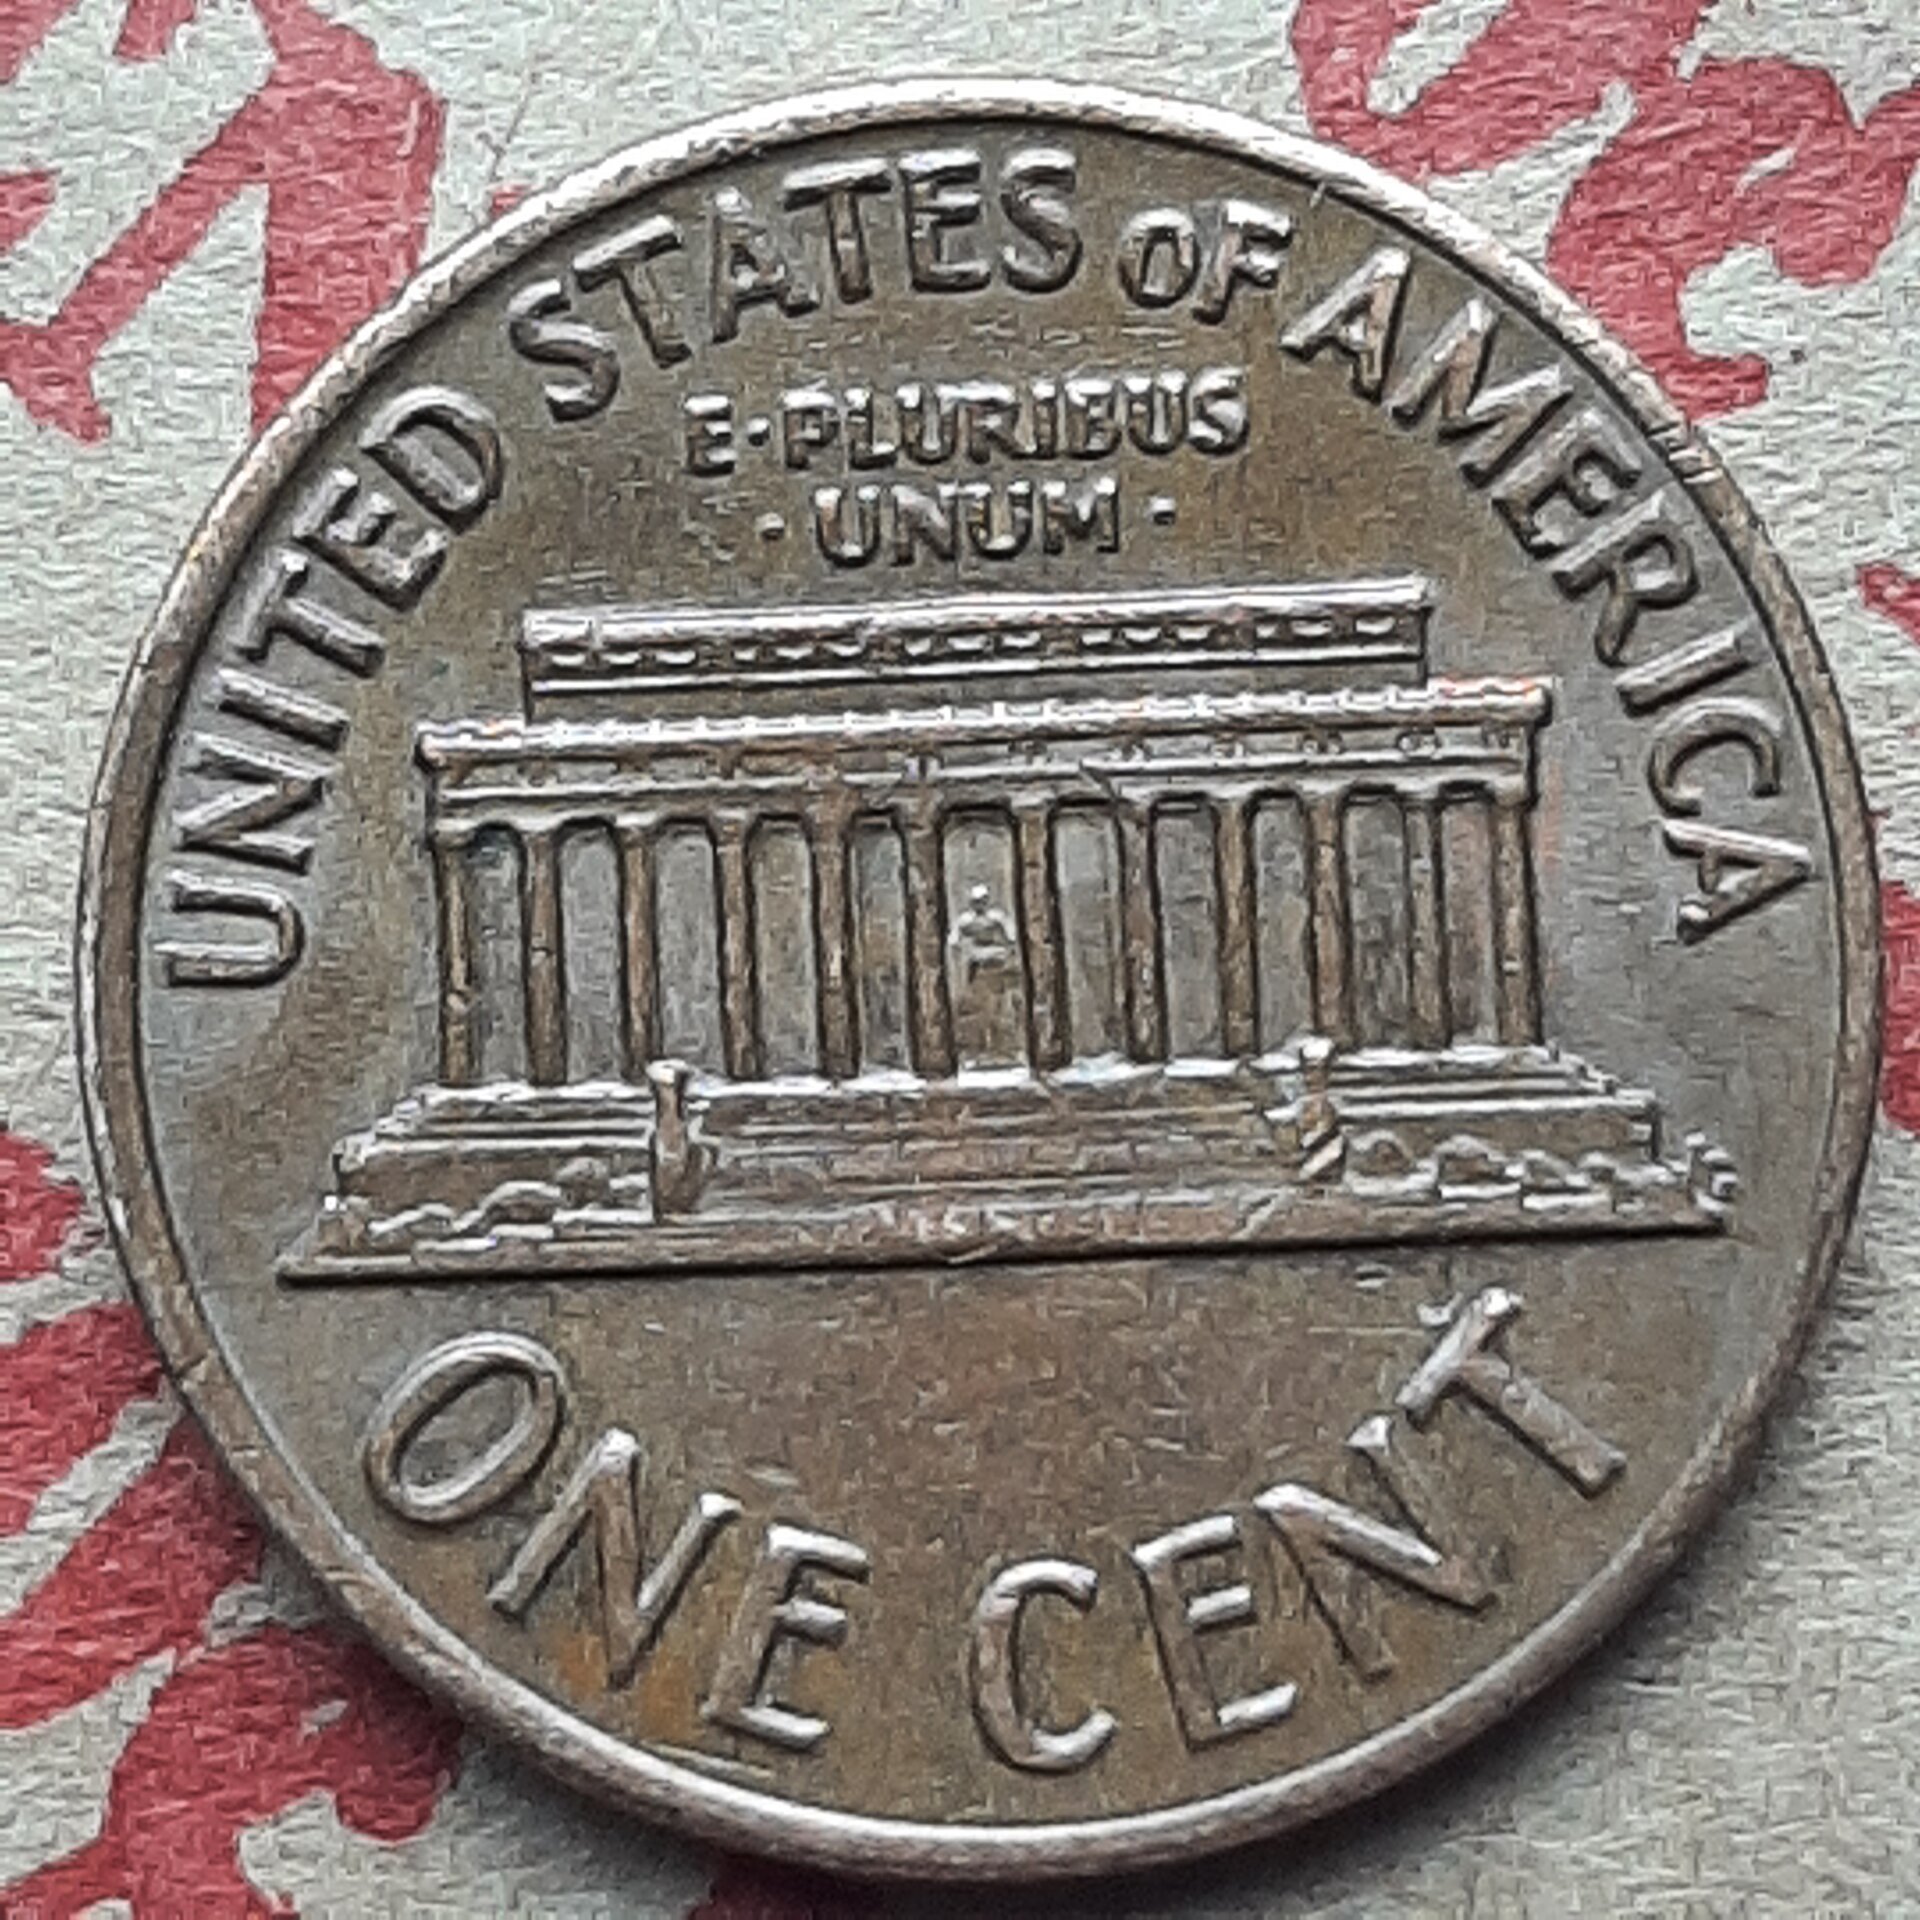 UNITED STATES OF AMERICA
E·PLURIBUS
· UNUM ·
ONE CENT